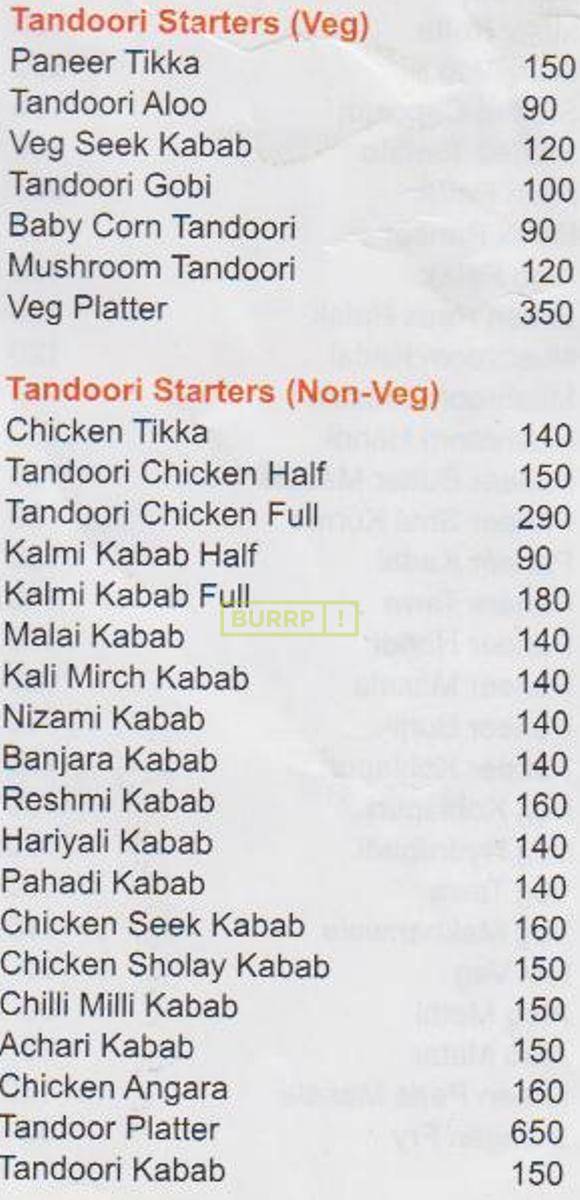 Tandoori Starters (Veg)
Paneer Tikka 150
Tandoori Aloo 90
Veg Seek Kabab 120
Tandoori Gobi 100
Baby Corn Tandoori 90
Mushroom Tandoori 120
Veg Platter 350
Tandoori Starters (Non-Veg)
Chicken Tikka 140
Tandoori Chicken Half 150
Tandoori Chicken Full 290
Kalmi Kabab Half 90
Kalmi Kabab Full 180
BURRP!
Malai Kabab 140
Kali Mirch Kabab 140
Nizami Kabab 140
Banjara Kabab 140
Reshmi Kabab 160
Hariyali Kabab 140
Pahadi Kabab 140
Chicken Seek Kabab 160
Chicken Sholay Kabab 150
Chilli Milli Kabab 150
Achari Kabab 150
Chicken Angara 160
Tandoor Platter 650
Tandoori Kabab 150